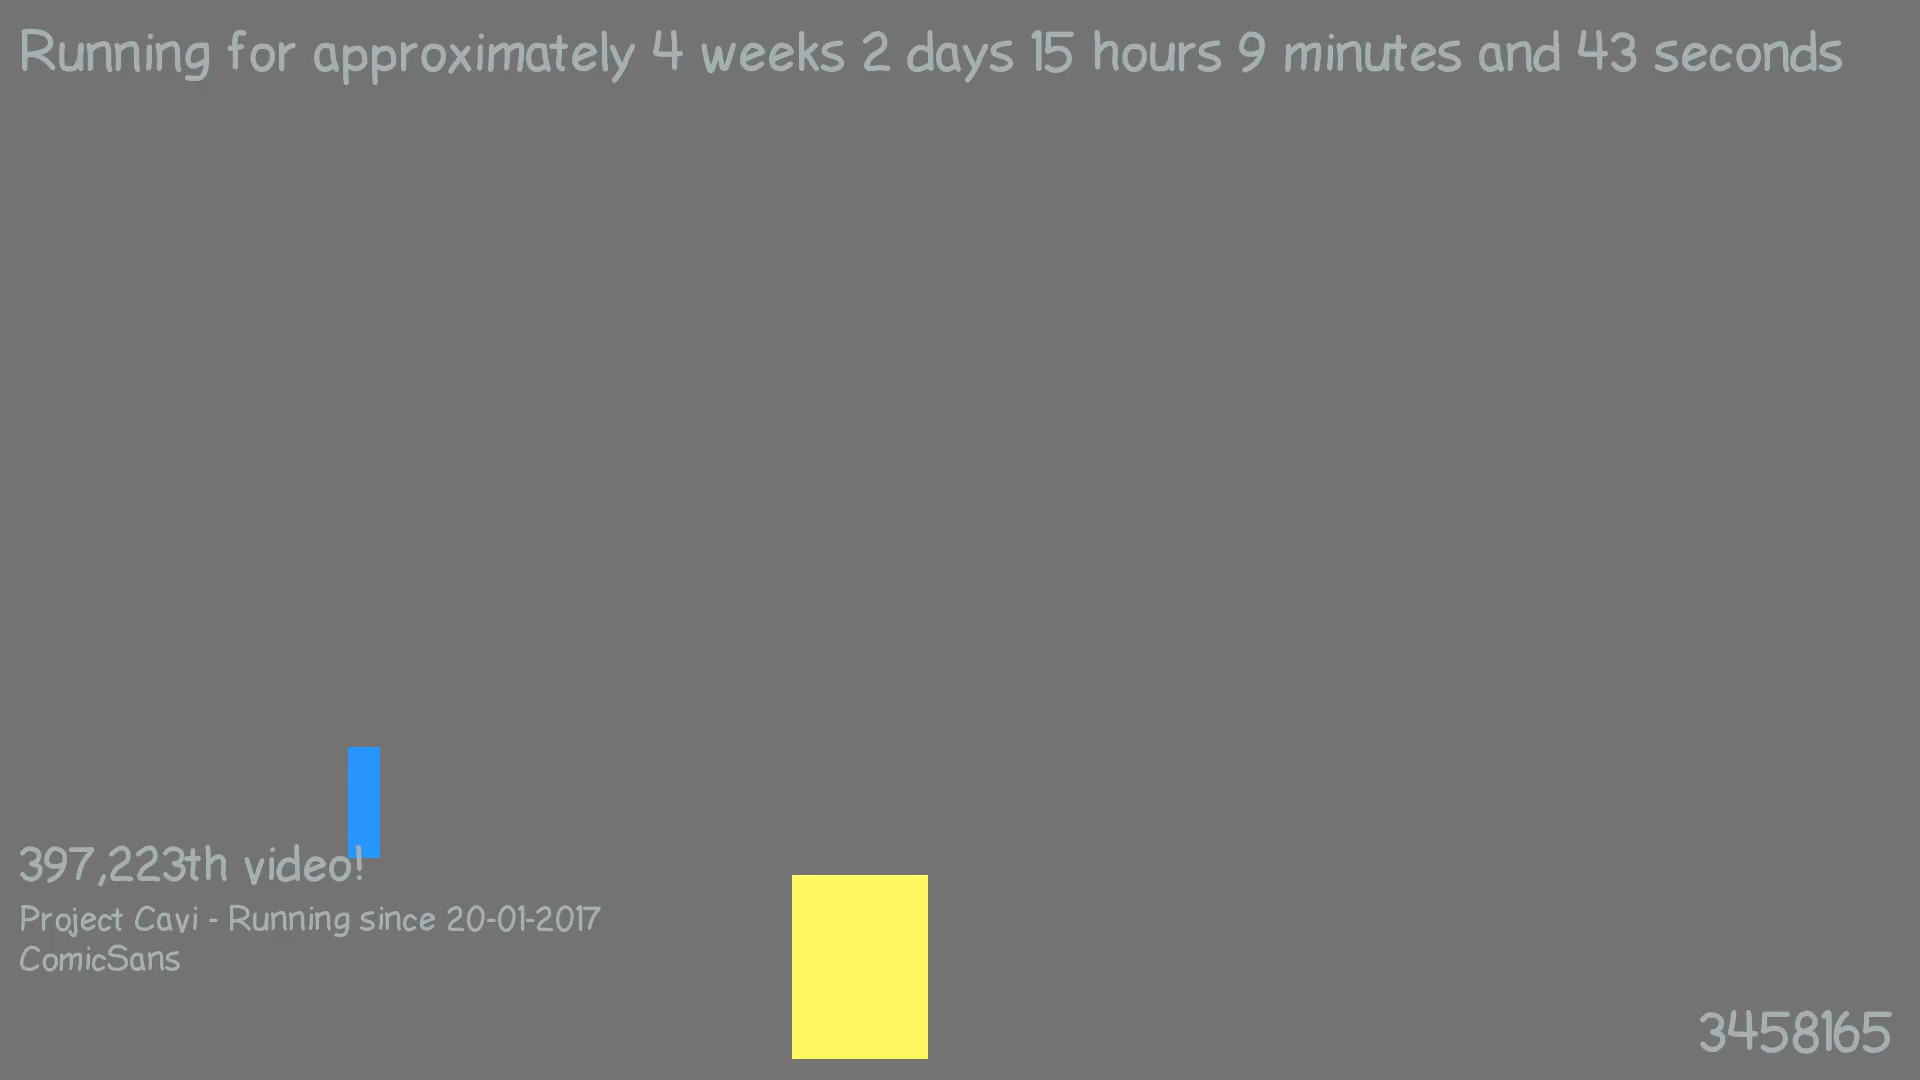 Running for approximately 4 weeks 2 days 15 hours 9 minutes and 43 seconds
397,223th video!
Project Cavi - Running since 20-01-2017
ComicSans
3458165